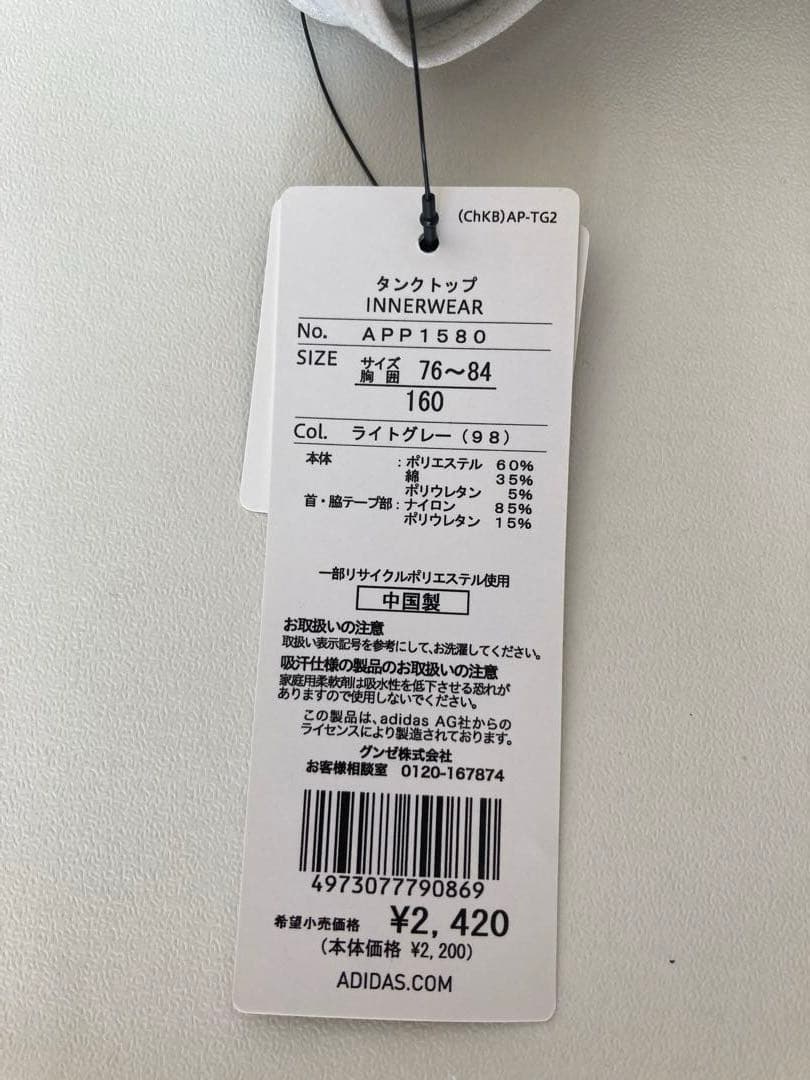 (ChKB)AP-TG2
タンクトップ
INNERWEAR
No. APP1580
SIZE サイズ 胸囲 76〜84
160
Col. ライトグレー(98)
本体 :ポリエステル 60%
綿 35%
ポリウレタン 5%
首・脇テープ部:ナイロン 85%
ポリウレタン 15%
一部リサイクルポリエステル使用
中国製
お取扱いの注意
取扱い表示記号を参考にして、お洗濯してください。
吸汗仕様の製品のお取扱いの注意
家庭用柔軟剤は吸水性を低下させる恐れが
ありますので使用しないでください。
この製品は、adidas AG社からの
ライセンスにより製造されております。
グンゼ株式会社
お客様相談室 0120-167874
4973077790869
希望小売価格 ¥2,420
(本体価格 ¥2,200)
ADIDAS.COM